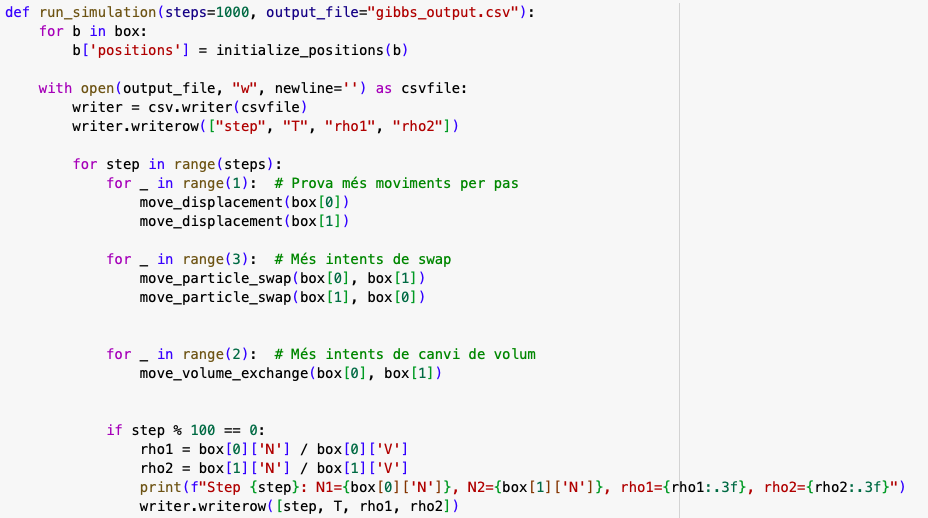 def run_simulation(steps=1000, output_file="gibbs_output.csv"):
    for b in box:
        b['positions'] = initialize_positions(b)

    with open(output_file, "w", newline='') as csvfile:
        writer = csv.writer(csvfile)
        writer.writerow(["step", "T", "rho1", "rho2"])

        for step in range(steps):
            for _ in range(1):  # Prova més moviments per pas
                move_displacement(box[0])
                move_displacement(box[1])

            for _ in range(3):  # Més intents de swap
                move_particle_swap(box[0], box[1])
                move_particle_swap(box[1], box[0])


            for _ in range(2):  # Més intents de canvi de volum
                move_volume_exchange(box[0], box[1])


            if step % 100 == 0:
                rho1 = box[0]['N'] / box[0]['V']
                rho2 = box[1]['N'] / box[1]['V']
                print(f"Step {step}: N1={box[0]['N']}, N2={box[1]['N']}, rho1={rho1:.3f}, rho2={rho2:.3f}")
                writer.writerow([step, T, rho1, rho2])